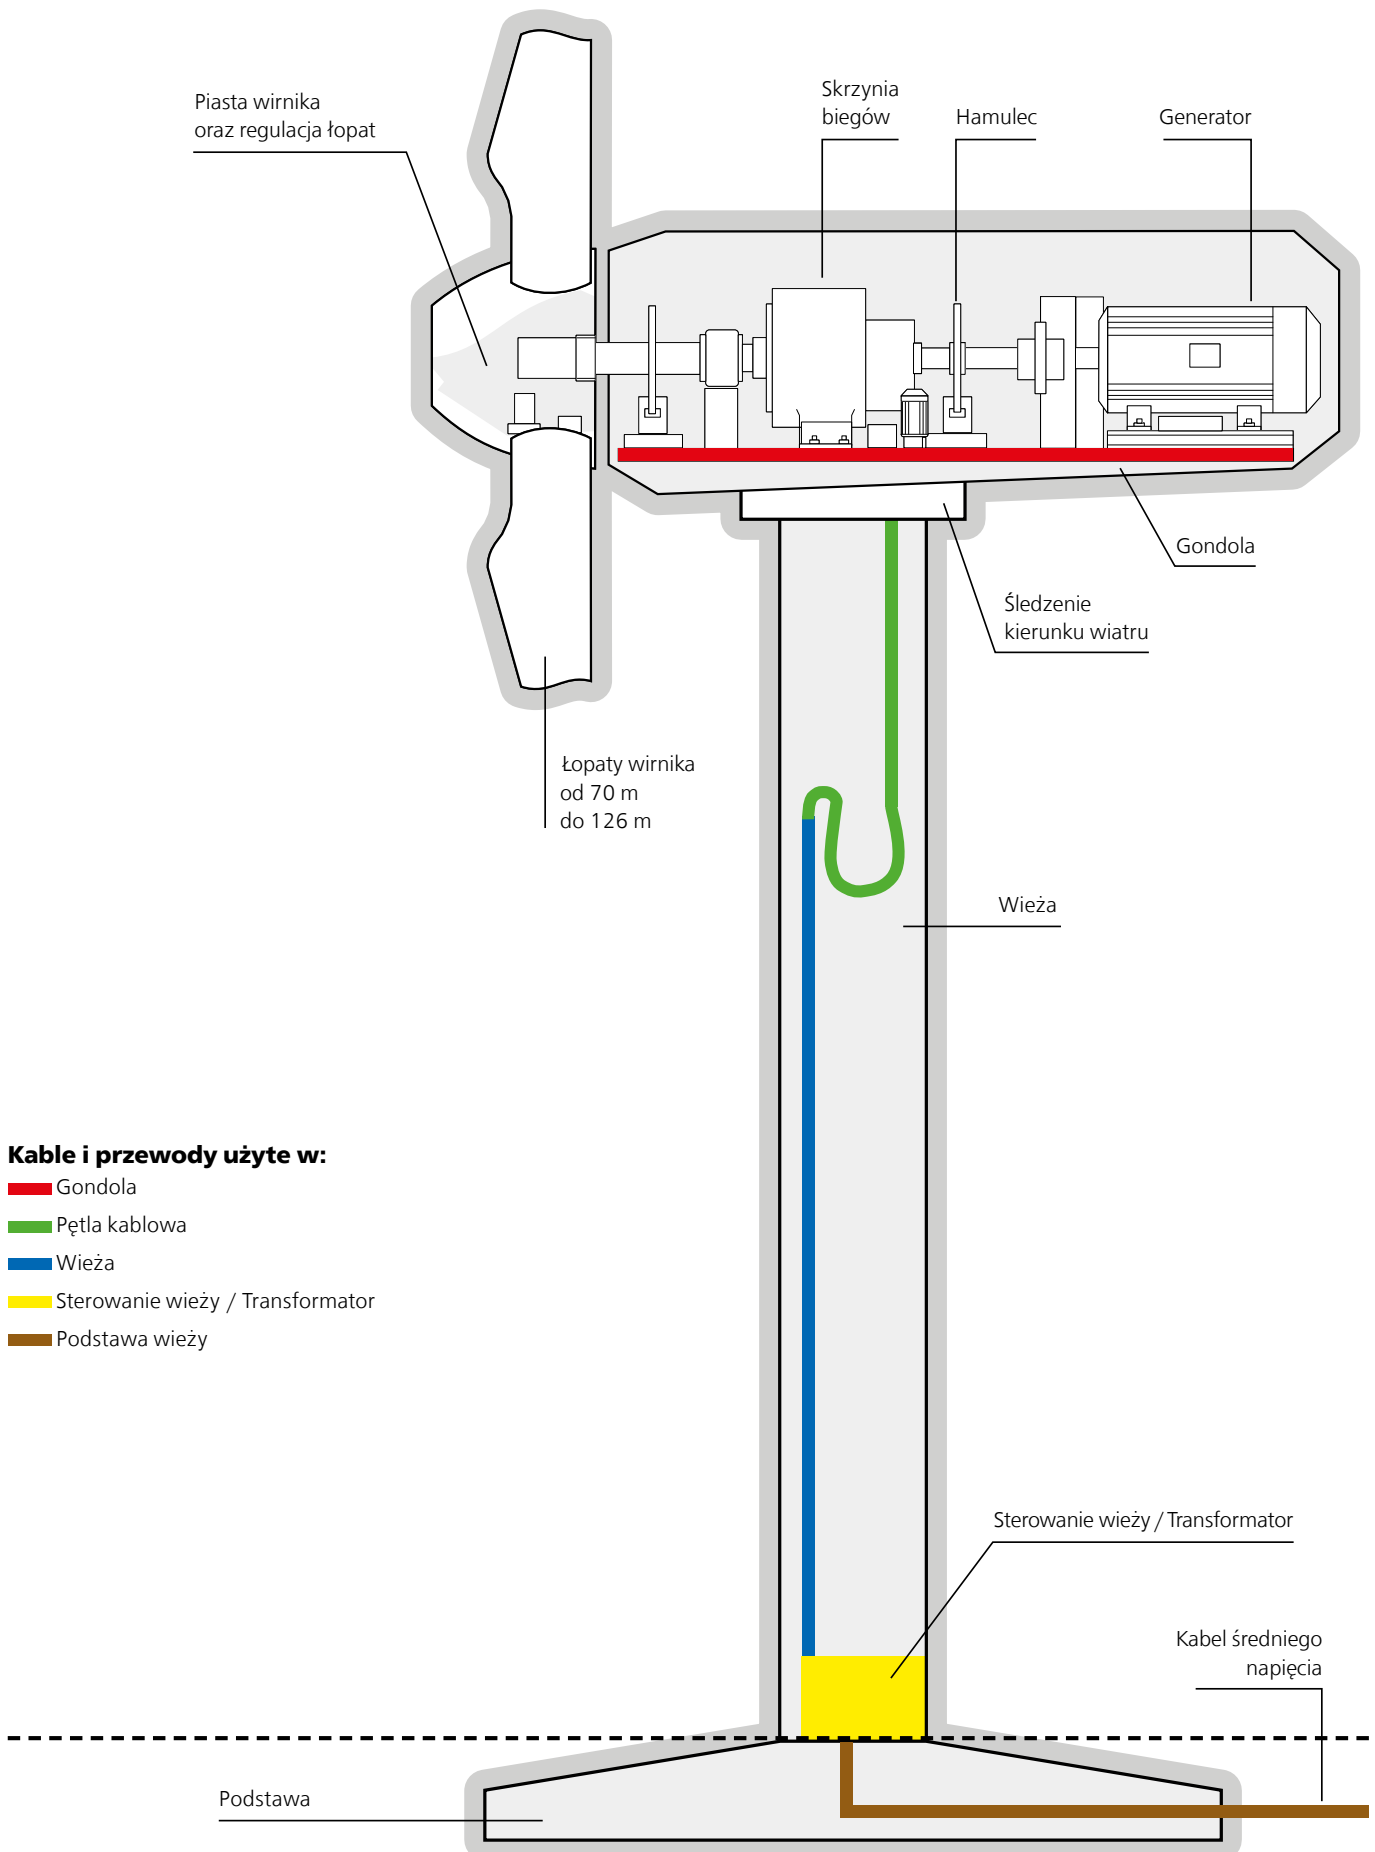 Piasta wirnika
oraz regulacja łopat
Skrzynia
biegów
Hamulec
Generator
Gondola
Śledzenie
kierunku wiatru
Łopaty wirnika
od 70 m
do 126 m
Wieża
Kable i przewody użyte w:
Gondola
Pętla kablowa
Wieża
Sterowanie wieży / Transformator
Podstawa wieży
Sterowanie wieży / Transformator
Kabel średniego
napięcia
Podstawa